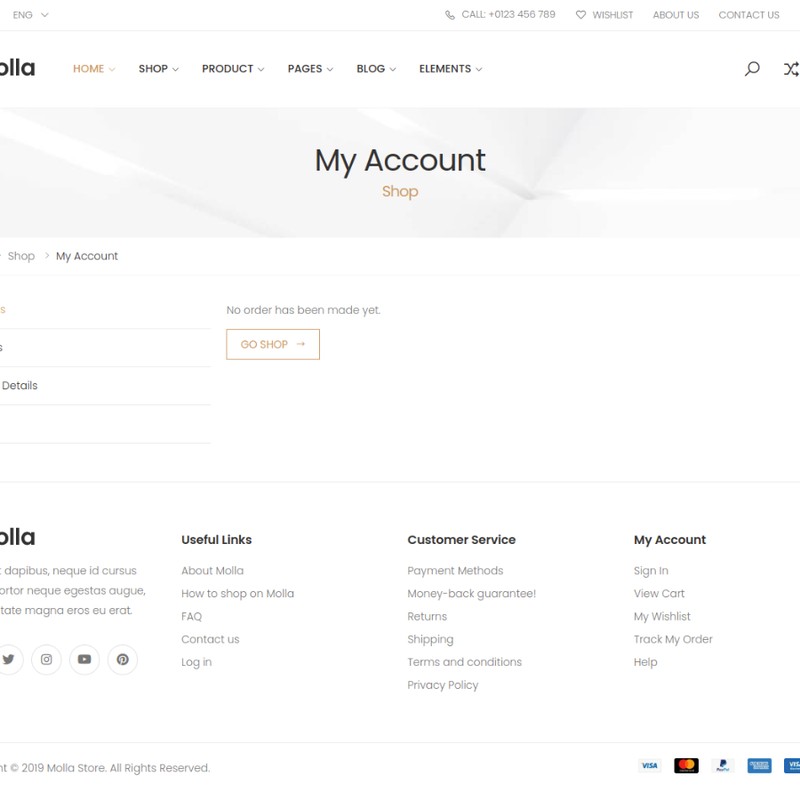 ENG CALL: +0123 456 789 WISHLIST ABOUT US CONTACT US
olla HOME SHOP PRODUCT PAGES BLOG ELEMENTS
My Account
Shop
Shop > My Account
s
No order has been made yet.
s
GO SHOP →
Details
olla
t dapibus, neque id cursus
ortor neque egestas augue,
tate magna eros eu erat.
Useful Links
About Molla
How to shop on Molla
FAQ
Contact us
Log in
Customer Service
Payment Methods
Money-back guarantee!
Returns
Shipping
Terms and conditions
Privacy Policy
My Account
Sign In
View Cart
My Wishlist
Track My Order
Help
nt © 2019 Molla Store. All Rights Reserved.
VISA PayPal